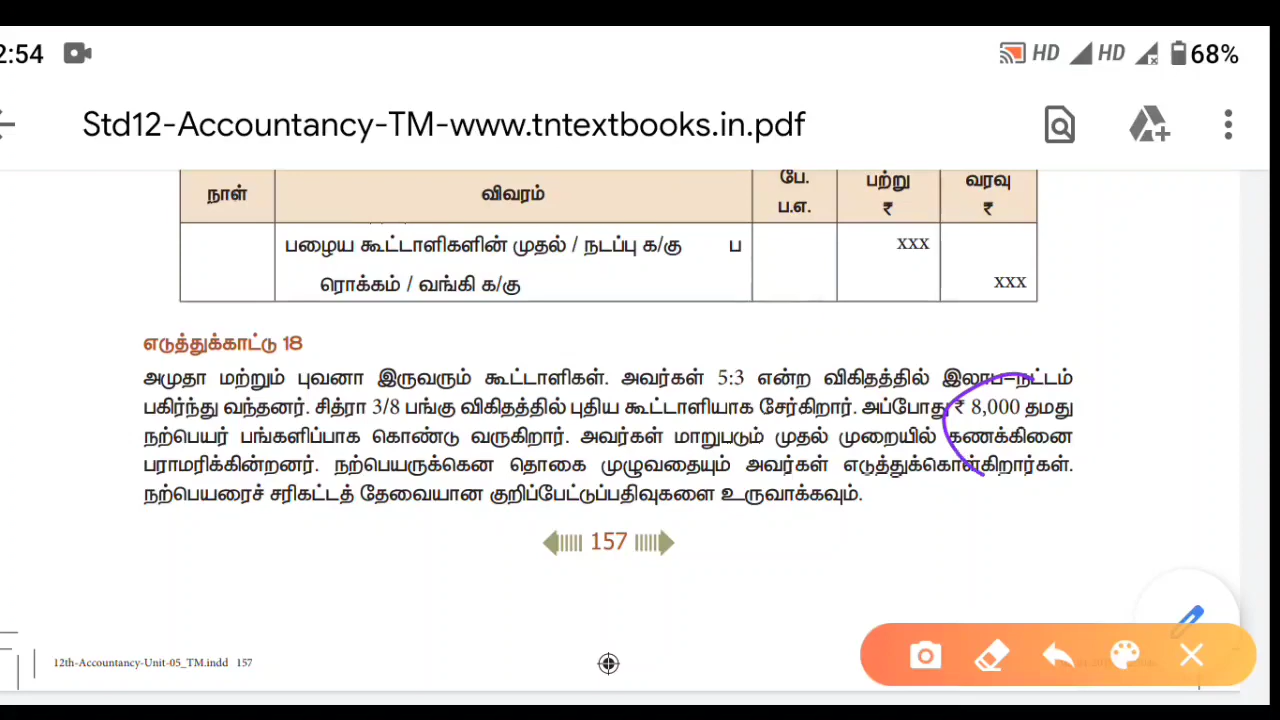 2:54 HD HD 68%
Std12-Accountancy-TM-www.tntextbooks.in.pdf
நாள் விவரம் பே. ப.எ. பற்று ₹ வரவு ₹
பழைய கூட்டாளிகளின் முதல் / நடப்பு க/கு ப xxx
ரொக்கம் / வங்கி க/கு xxx
எடுத்துக்காட்டு 18
அமுதா மற்றும் புவனா இருவரும் கூட்டாளிகள். அவர்கள் 5:3 என்ற விகிதத்தில் இலாப–நட்டம்
பகிர்ந்து வந்தனர். சித்ரா 3/8 பங்கு விகிதத்தில் புதிய கூட்டாளியாக சேர்கிறார். அப்போது ₹ 8,000 தமது
நற்பெயர் பங்களிப்பாக கொண்டு வருகிறார். அவர்கள் மாறுபடும் முதல் முறையில் கணக்கினை
பராமரிக்கின்றனர். நற்பெயருக்கென தொகை முழுவதையும் அவர்கள் எடுத்துக்கொள்கிறார்கள்.
நற்பெயரைச் சரிகட்டத் தேவையான குறிப்பேட்டுப்பதிவுகளை உருவாக்கவும்.
157
12th-Accountancy-Unit-05_TM.indd 157